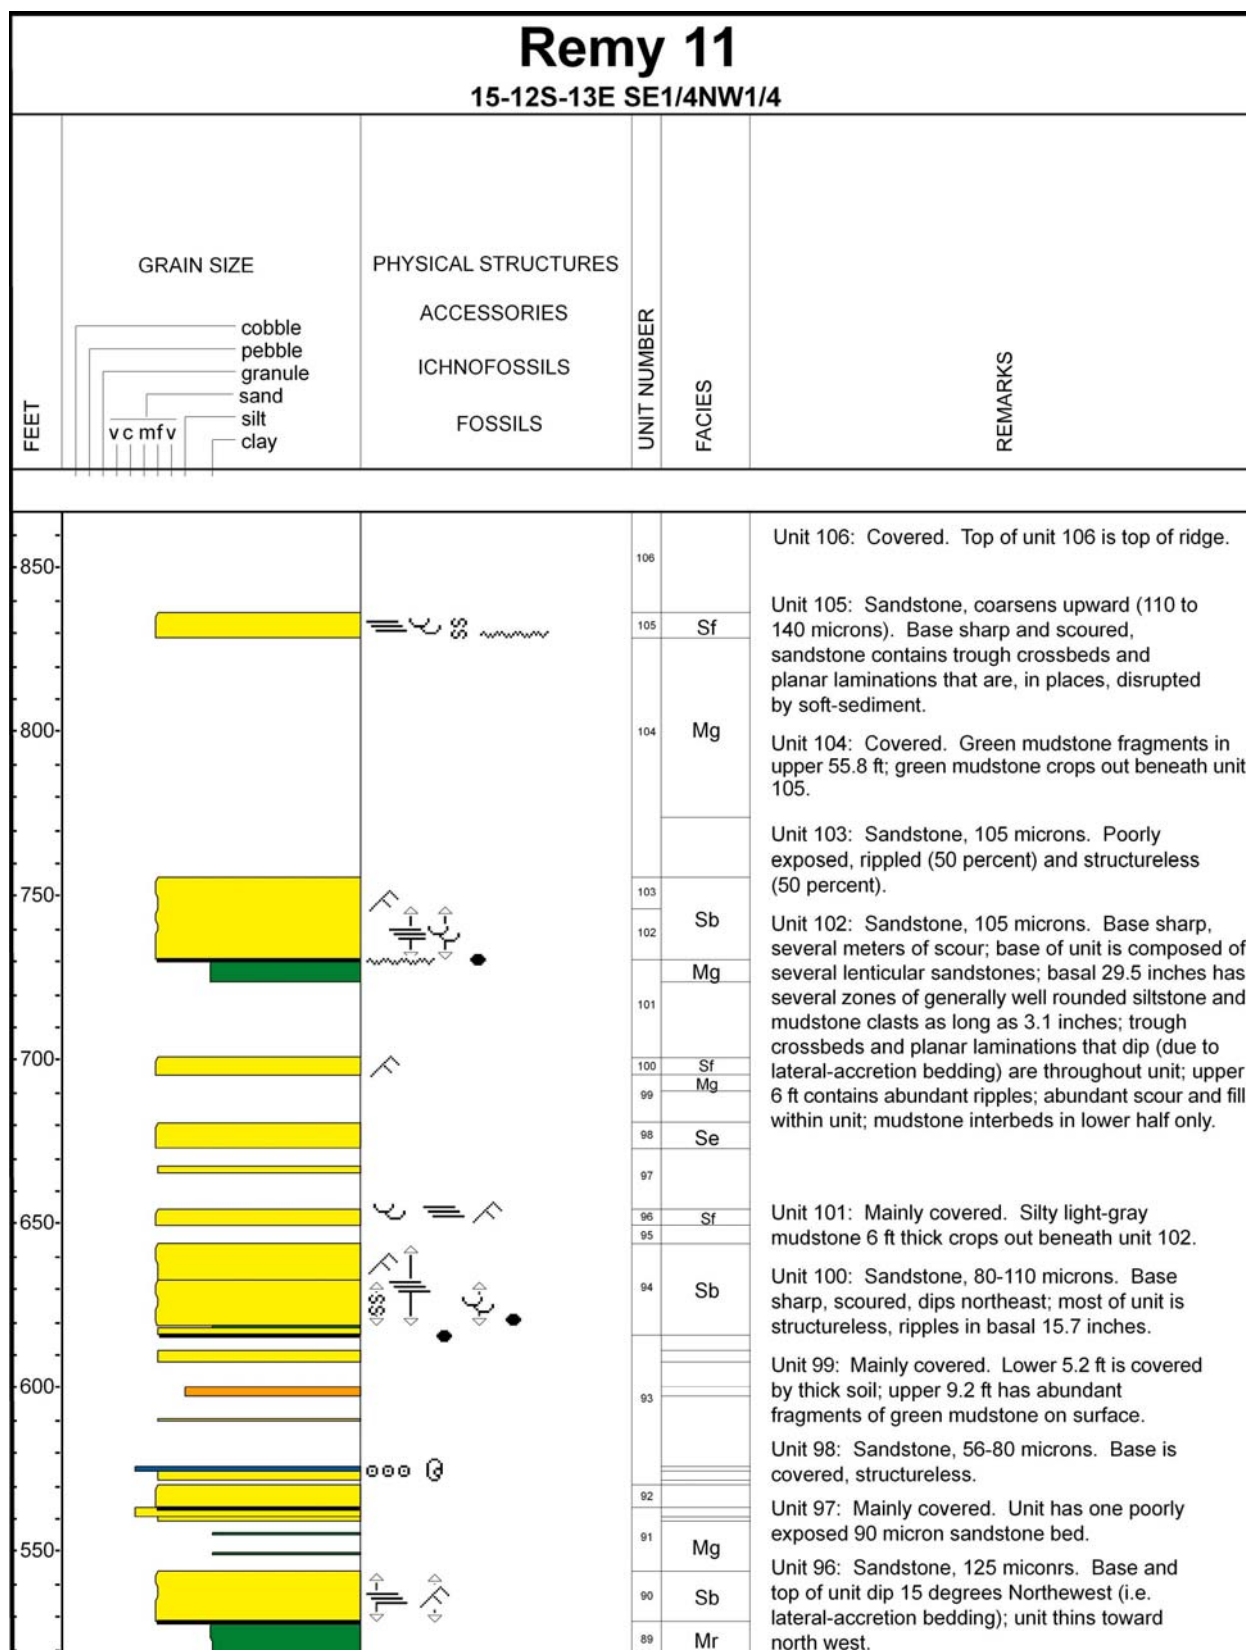 Remy 11
15-12S-13E SE1/4NW1/4
FEET
GRAIN SIZE
cobble
pebble
granule
sand
silt
clay
v c mf v
PHYSICAL STRUCTURES
ACCESSORIES
ICHNOFOSSILS
FOSSILS
UNIT NUMBER
FACIES
REMARKS
850
800
750
700
650
600
550
106
105
104
103
102
101
100
99
98
97
96
95
94
93
92
91
90
89
Sf
Mg
Sb
Mg
Sf
Mg
Se
Sf
Sb
Mg
Sb
Mr
Unit 106: Covered. Top of unit 106 is top of ridge.
Unit 105: Sandstone, coarsens upward (110 to
140 microns). Base sharp and scoured,
sandstone contains trough crossbeds and
planar laminations that are, in places, disrupted
by soft-sediment.
Unit 104: Covered. Green mudstone fragments in
upper 55.8 ft; green mudstone crops out beneath unit
105.
Unit 103: Sandstone, 105 microns. Poorly
exposed, rippled (50 percent) and structureless
(50 percent).
Unit 102: Sandstone, 105 microns. Base sharp,
several meters of scour; base of unit is composed of
several lenticular sandstones; basal 29.5 inches has
several zones of generally well rounded siltstone and
mudstone clasts as long as 3.1 inches; trough
crossbeds and planar laminations that dip (due to
lateral-accretion bedding) are throughout unit; upper
6 ft contains abundant ripples; abundant scour and fill
within unit; mudstone interbeds in lower half only.
Unit 101: Mainly covered. Silty light-gray
mudstone 6 ft thick crops out beneath unit 102.
Unit 100: Sandstone, 80-110 microns. Base
sharp, scoured, dips northeast; most of unit is
structureless, ripples in basal 15.7 inches.
Unit 99: Mainly covered. Lower 5.2 ft is covered
by thick soil; upper 9.2 ft has abundant
fragments of green mudstone on surface.
Unit 98: Sandstone, 56-80 microns. Base is
covered, structureless.
Unit 97: Mainly covered. Unit has one poorly
exposed 90 micron sandstone bed.
Unit 96: Sandstone, 125 miconrs. Base and
top of unit dip 15 degrees Northewest (i.e.
lateral-accretion bedding); unit thins toward
north west.